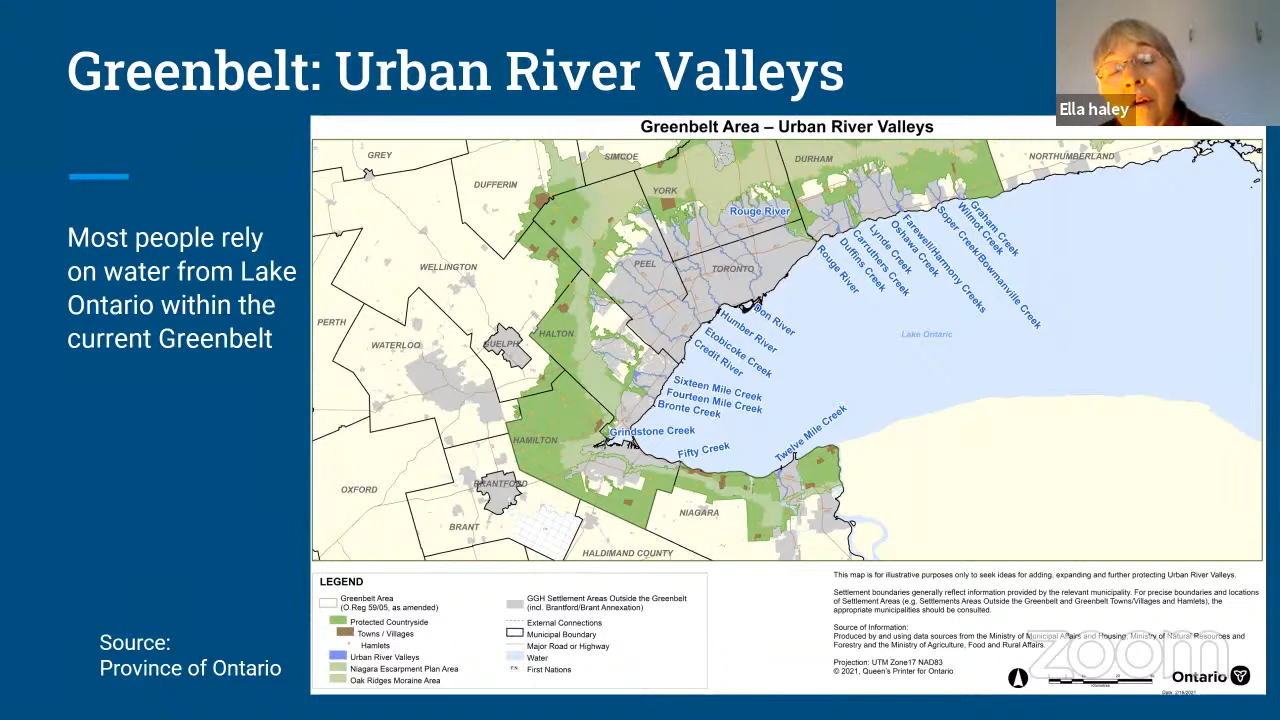 Greenbelt: Urban River Valleys
Ella haley
Most people rely
on water from Lake
Ontario within the
current Greenbelt
Source:
Province of Ontario
Greenbelt Area – Urban River Valleys
GREY
SIMCOE
DURHAM
NORTHUMBERLAND
DUFFERIN
YORK
Rouge River
Graham Creek
Wilmot Creek
Soper Creek/Bowmanville Creek
Farewell/Harmony Creeks
Oshawa Creek
Lynde Creek
Carruthers Creek
Duffins Creek
Rouge River
WELLINGTON
PEEL
TORONTO
Don River
Humber River
Etobicoke Creek
Credit River
Lake Ontario
PERTH
WATERLOO
GUELPH
HALTON
Sixteen Mile Creek
Fourteen Mile Creek
Bronte Creek
Grindstone Creek
Fifty Creek
Twelve Mile Creek
HAMILTON
OXFORD
BRANTFORD
BRANT
NIAGARA
HALDIMAND COUNTY
LEGEND
Greenbelt Area
(O.Reg 59/05, as amended)
Protected Countryside
Towns / Villages
Hamlets
Urban River Valleys
Niagara Escarpment Plan Area
Oak Ridges Moraine Area
GGH Settlement Areas Outside the Greenbelt
(incl. Brantford/Brant Annexation)
External Connections
Municipal Boundary
Major Road or Highway
Water
F.N. First Nations
This map is for illustrative purposes only to seek ideas for adding, expanding and further protecting Urban River Valleys.
Settlement boundaries generally reflect information provided by the relevant municipality. For precise boundaries and locations
of Settlement Areas (e.g. Settlements Areas Outside the Greenbelt and Greenbelt Towns/Villages and Hamlets), the
appropriate municipalities should be consulted.
Source of Information:
Produced by and using data sources from the Ministry of Municipal Affairs and Housing, Ministry of Natural Resources and
Forestry and the Ministry of Agriculture, Food and Rural Affairs.
Projection: UTM Zone17 NAD83
© 2021, Queen's Printer for Ontario
Kilometres
Ontario
Date: 2/16/2021
zoom